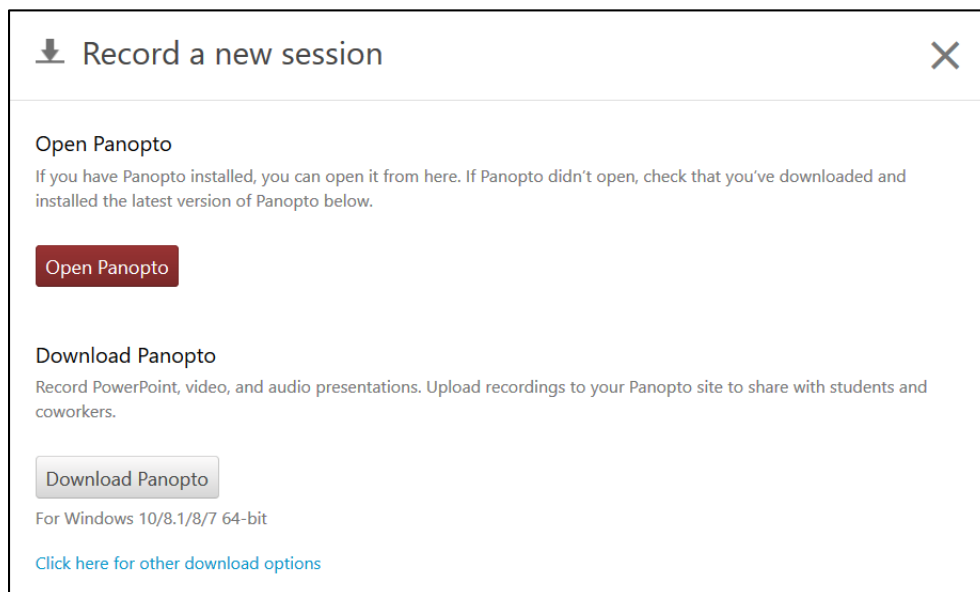 Record a new session
Open Panopto
If you have Panopto installed, you can open it from here. If Panopto didn't open, check that you've downloaded and
installed the latest version of Panopto below.
Open Panopto
Download Panopto
Record PowerPoint, video, and audio presentations. Upload recordings to your Panopto site to share with students and
coworkers.
Download Panopto
For Windows 10/8.1/8/7 64-bit
Click here for other download options